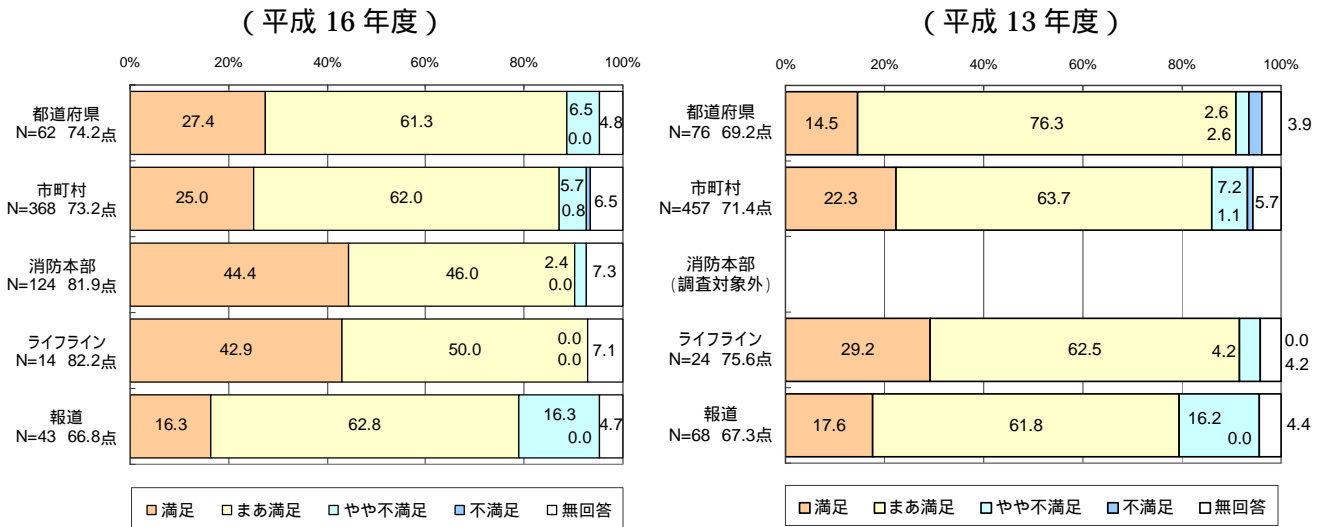 (平成 16 年度)
0% 20% 40% 60% 80% 100%
都道府県
N=62 74.2点
27.4 61.3 6.5 0.0 4.8
市町村
N=368 73.2点
25.0 62.0 5.7 0.8 6.5
消防本部
N=124 81.9点
44.4 46.0 2.4 0.0 7.3
ライフライン
N=14 82.2点
42.9 50.0 0.0 0.0 7.1
報道
N=43 66.8点
16.3 62.8 16.3 0.0 4.7
満足 まあ満足 やや不満足 不満足 無回答
(平成 13 年度)
0% 20% 40% 60% 80% 100%
都道府県
N=76 69.2点
14.5 76.3 2.6 2.6 3.9
市町村
N=457 71.4点
22.3 63.7 7.2 1.1 5.7
消防本部
(調査対象外)
ライフライン
N=24 75.6点
29.2 62.5 4.2 0.0 4.2
報道
N=68 67.3点
17.6 61.8 16.2 0.0 4.4
満足 まあ満足 やや不満足 不満足 無回答